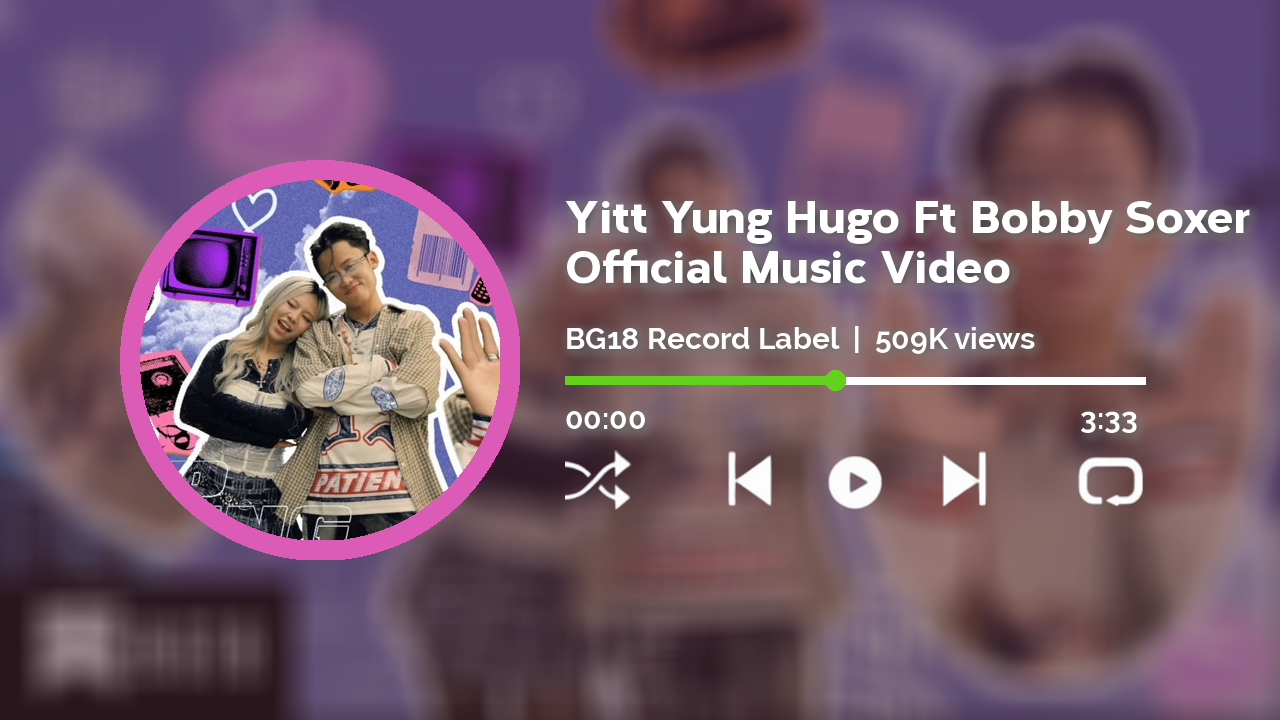 Yitt Yung Hugo Ft Bobby Soxer
Official Music Video
BG18 Record Label | 509K views
00:00
3:33
PATIEN